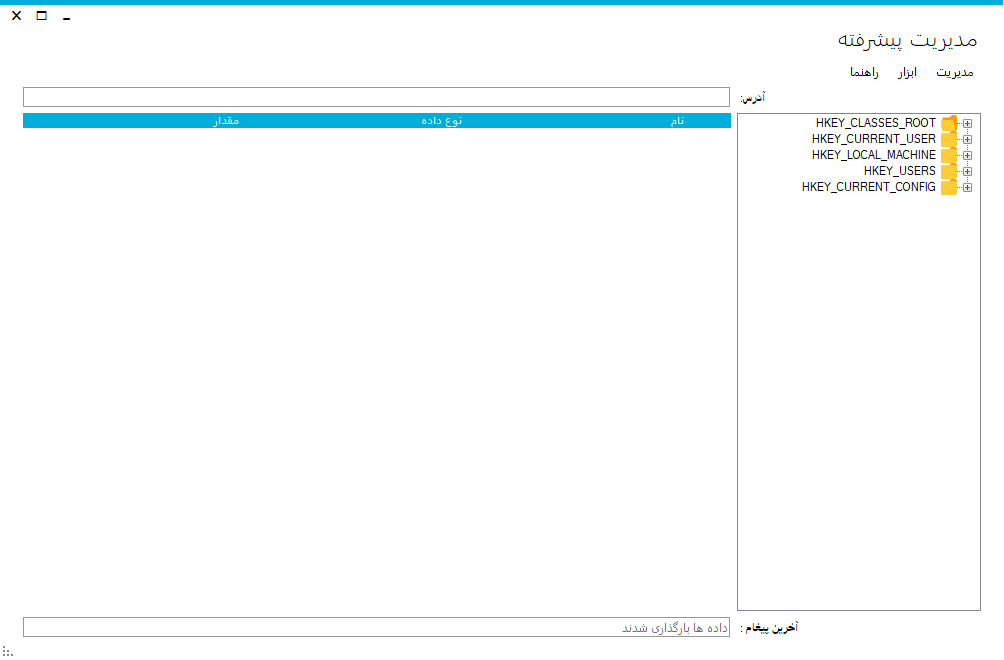 مدیریت پیشرفته
مدیریت ابزار راهنما
آدرس:
نام نوع داده مقدار
HKEY_CLASSES_ROOT
HKEY_CURRENT_USER
HKEY_LOCAL_MACHINE
HKEY_USERS
HKEY_CURRENT_CONFIG
آخرین پیغام : داده ها بارگذاری شدند